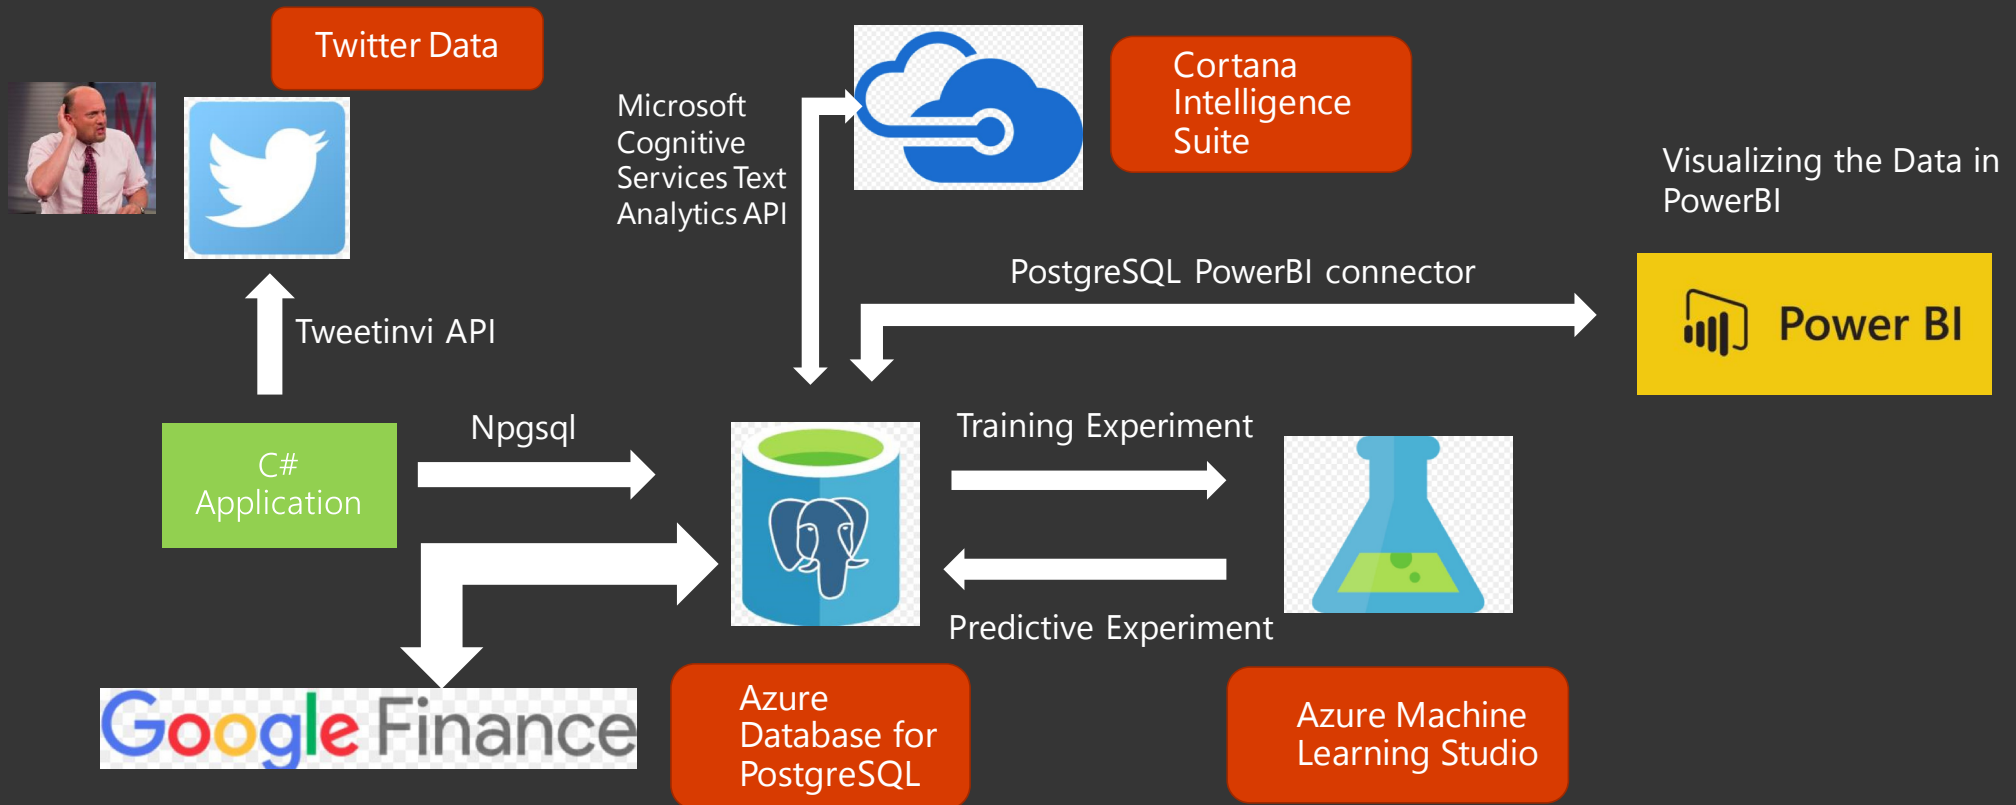 Twitter Data
Microsoft
Cognitive
Services Text
Analytics API
Cortana
Intelligence
Suite
Visualizing the Data in
PowerBI
PostgreSQL PowerBI connector
Power BI
Tweetinvi API
C#
Application
Npgsql
Training Experiment
Predictive Experiment
Google Finance
Azure
Database for
PostgreSQL
Azure Machine
Learning Studio